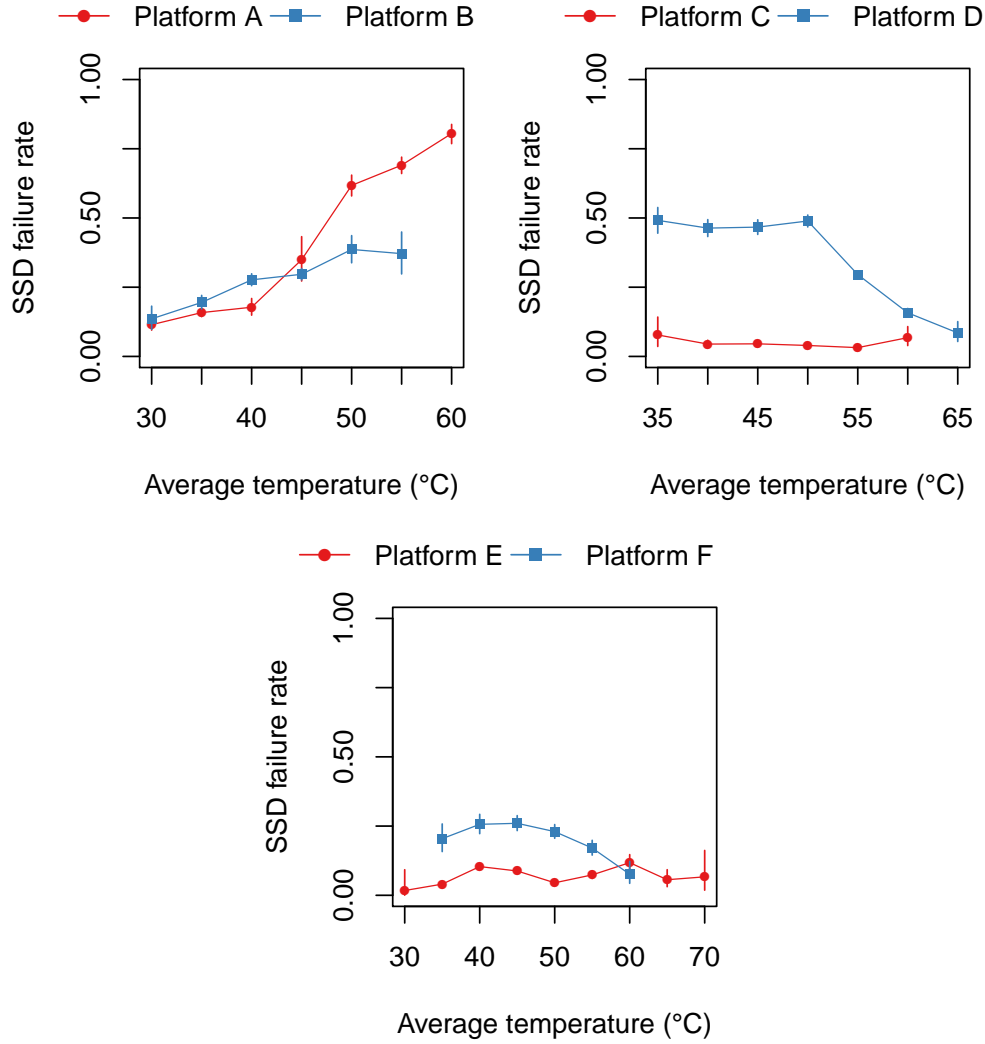 Platform A Platform B
SSD failure rate
1.00
0.50
0.00
30 40 50 60
Average temperature (°C)
Platform C Platform D
SSD failure rate
1.00
0.50
0.00
35 45 55 65
Average temperature (°C)
Platform E Platform F
SSD failure rate
1.00
0.50
0.00
30 40 50 60 70
Average temperature (°C)